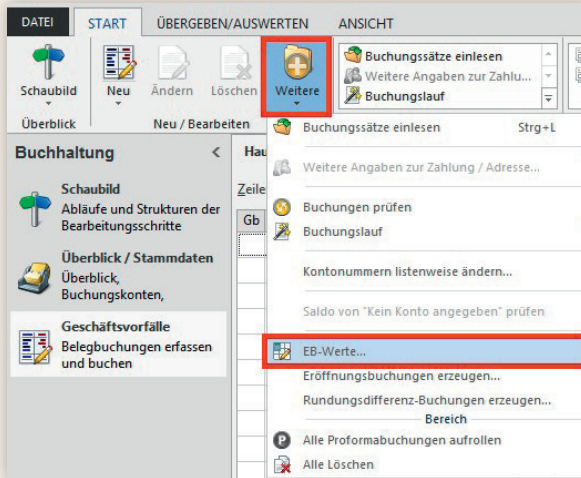 DATEI START ÜBERGEBEN/AUSWERTEN ANSICHT
Schaubild
Neu
Ändern
Löschen
Weitere
Buchungssätze einlesen
Weitere Angaben zur Zahlu...
Buchungslauf
Überblick
Neu / Bearbeiten
Buchhaltung
Schaubild
Abläufe und Strukturen der
Bearbeitungsschritte
Überblick / Stammdaten
Überblick,
Buchungskonten,
Geschäftsvorfälle
Belegbuchungen erfassen
und buchen
Hau
Zeile
Gb
Buchungssätze einlesen Strg+L
Weitere Angaben zur Zahlung / Adresse...
Buchungen prüfen
Buchungslauf
Kontonummern listenweise ändern...
Saldo von "Kein Konto angegeben" prüfen
EB-Werte...
Eröffnungsbuchungen erzeugen...
Rundungsdifferenz-Buchungen erzeugen...
Bereich
P Alle Proformabuchungen aufrollen
Alle Löschen